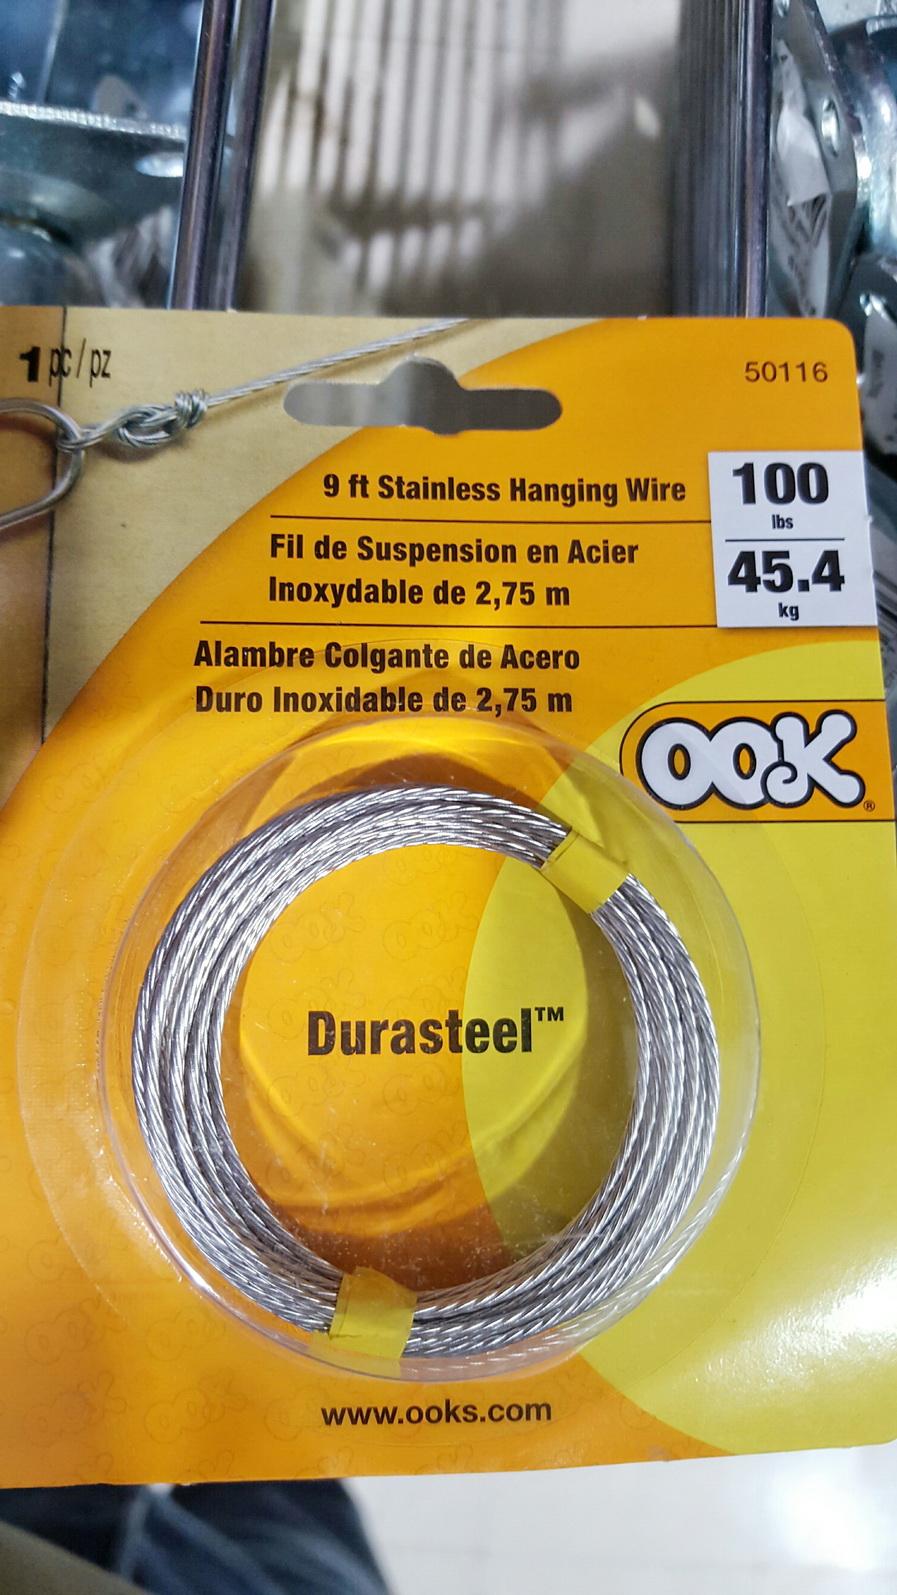 1 pc/pz
50116
9 ft Stainless Hanging Wire
100
lbs
45.4
kg
Fil de Suspension en Acier
Inoxydable de 2,75 m
Alambre Colgante de Acero
Duro Inoxidable de 2,75 m
OOK®
Durasteel™
www.ooks.com